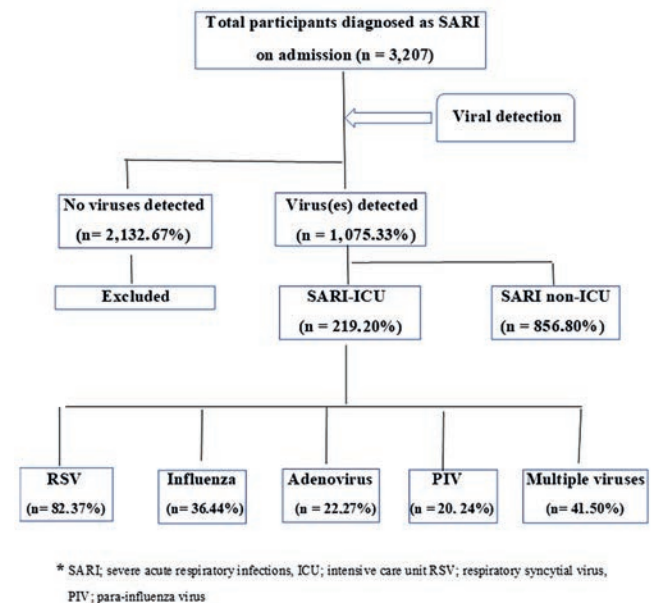 Total participants diagnosed as SARI
on admission (n = 3,207)
Viral detection
No viruses detected
(n= 2,132.67%)
Virus(es) detected
(n = 1,075.33%)
Excluded
SARI-ICU
(n = 219.20%)
SARI non-ICU
(n = 856.80%)
RSV
(n= 82.37%)
Influenza
(n= 36.44%)
Adenovirus
(n = 22.27%)
PIV
(n = 20. 24%)
Multiple viruses
(n= 41.50%)
* SARI; severe acute respiratory infections, ICU; intensive care unit RSV; respiratory syncytial virus,
PIV; para-influenza virus